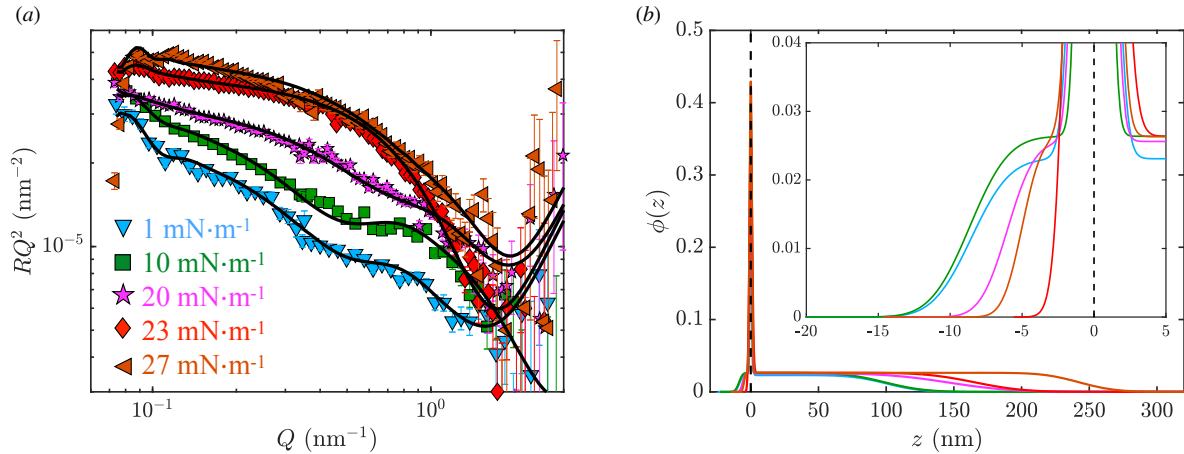 (a)
RQ² (nm⁻²)
10⁻⁵
1 mN·m⁻¹
10 mN·m⁻¹
20 mN·m⁻¹
23 mN·m⁻¹
27 mN·m⁻¹
10⁻¹ 10⁰
Q (nm⁻¹)
(b)
ϕ(z)
0.5
0.4
0.3
0.2
0.1
0
0.04
0.03
0.02
0.01
0
-20 -15 -10 -5 0 5
0 50 100 150 200 250 300
z (nm)